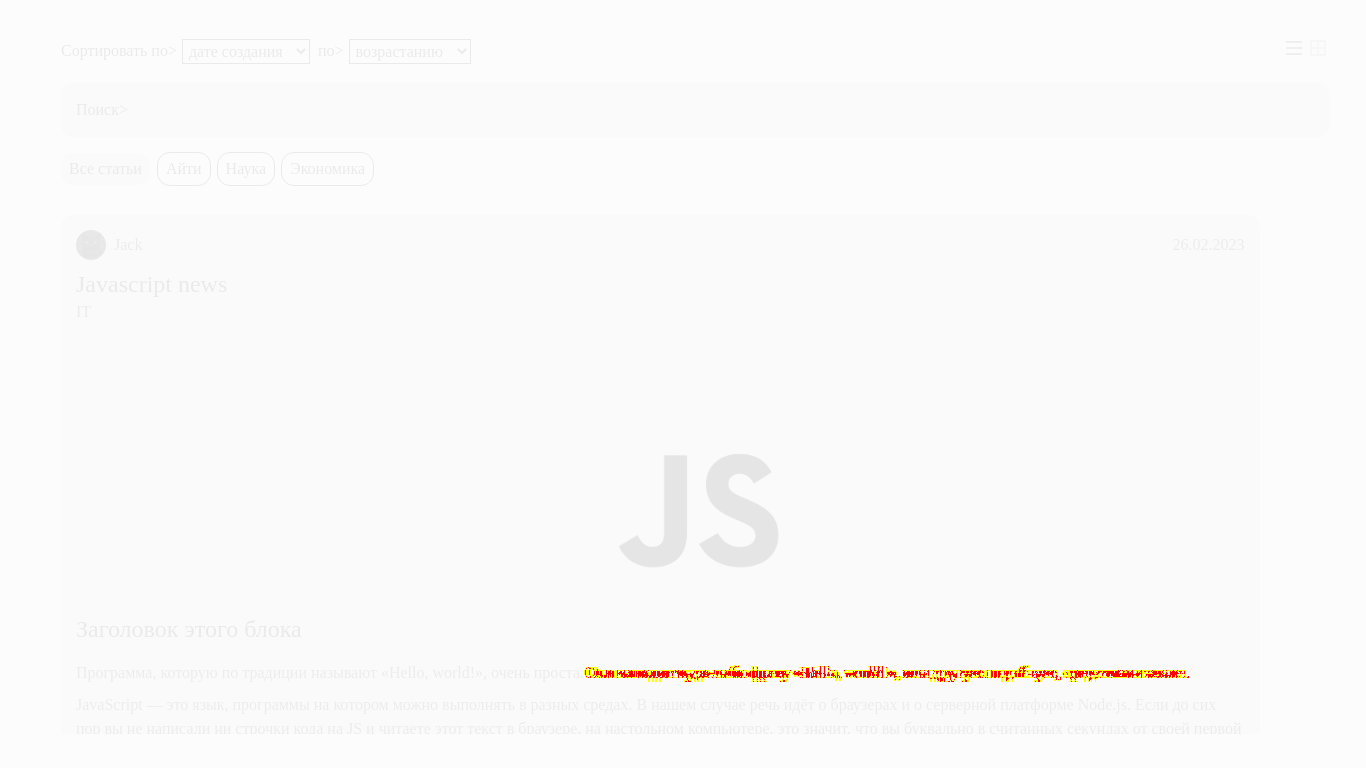 Сортировать по> дате создания по> возрастанию
Поиск>
Все статьи Айти Наука Экономика
Jack 26.02.2023
Javascript news
IT
JS
Заголовок этого блока
Программа, которую по традиции называют «Hello, world!», очень прост
JavaScript — это язык, программы на котором можно выполнять в разных средах. В нашем случае речь идёт о браузерах и о серверной платформе Node.js. Если до сих
пор вы не написали ни строчки кода на JS и читаете этот текст в браузере, на настольном компьютере, это значит, что вы буквально в считанных секундах от своей первой